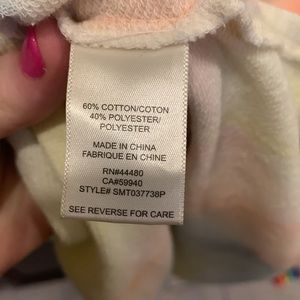 60% COTTON/COTON
40% POLYESTER/
POLYESTER
MADE IN CHINA
FABRIQUE EN CHINE
RN#44480
CA#59940
STYLE# SMT037738P
SEE REVERSE FOR CARE